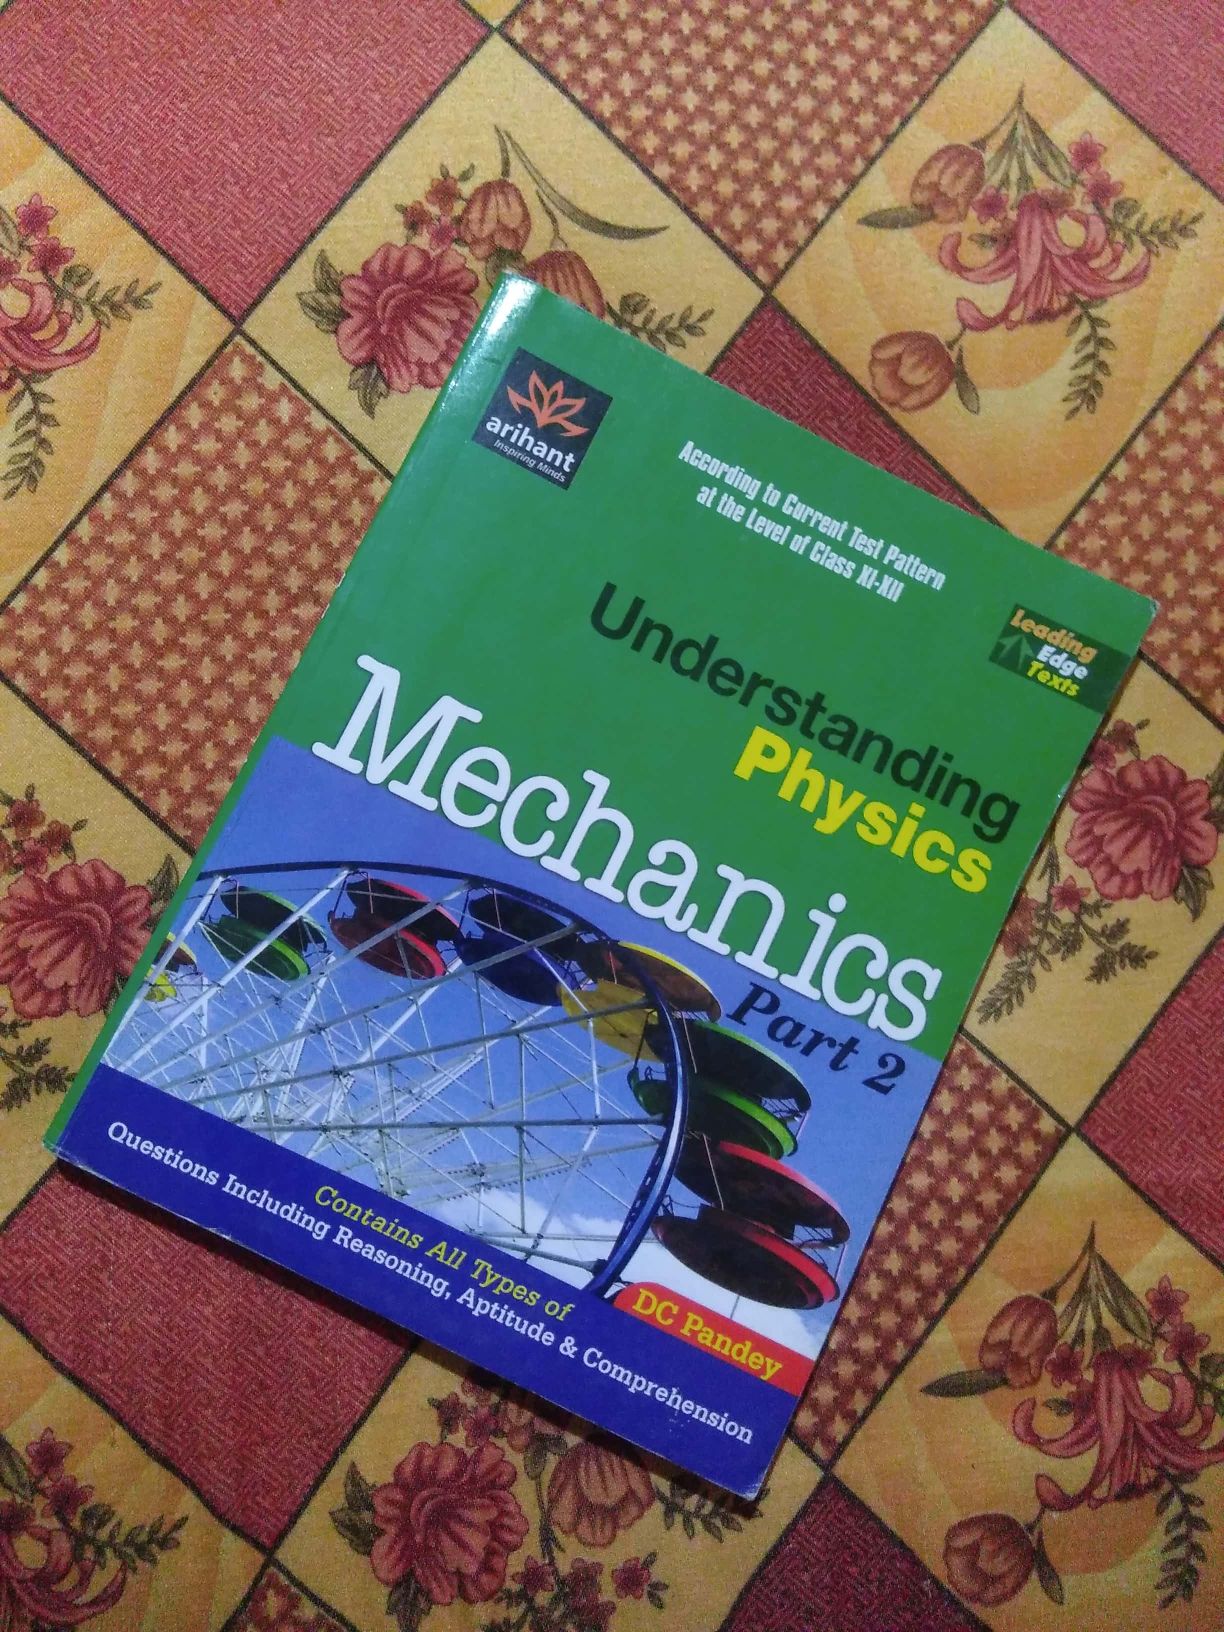 arihant
Inspiring Minds
According to Current Test Pattern
at the Level of Class XI-XII
Leading
Edge
Texts
Understanding
Physics
Mechanics
Part 2
DC Pandey
Contains All Types of
Questions Including Reasoning, Aptitude & Comprehension